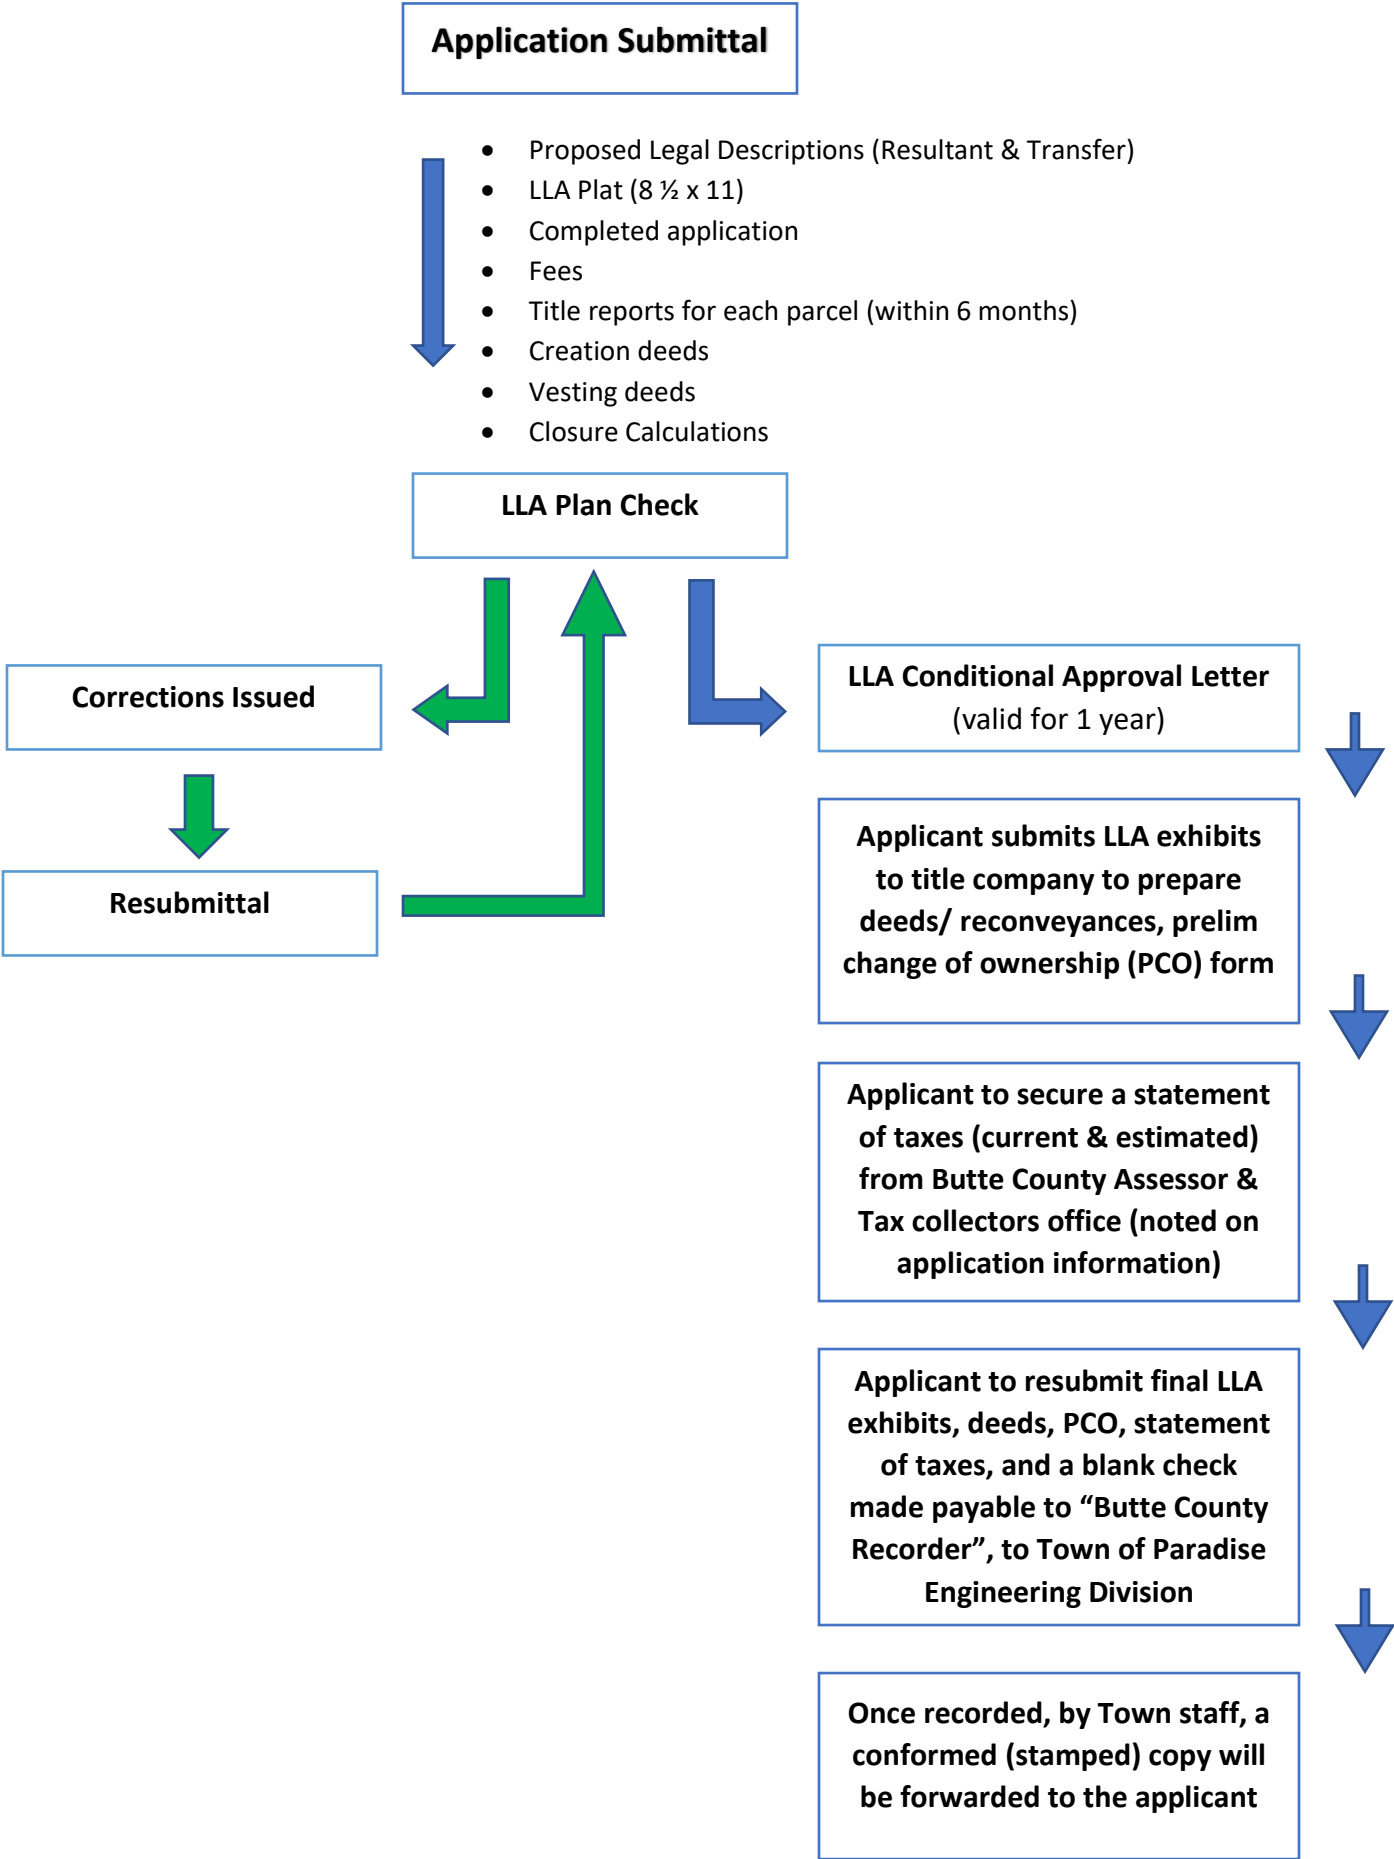 Application Submittal
• Proposed Legal Descriptions (Resultant & Transfer)
• LLA Plat (8 ½ x 11)
• Completed application
• Fees
• Title reports for each parcel (within 6 months)
• Creation deeds
• Vesting deeds
• Closure Calculations
LLA Plan Check
Corrections Issued
Resubmittal
LLA Conditional Approval Letter
(valid for 1 year)
Applicant submits LLA exhibits
to title company to prepare
deeds/ reconveyances, prelim
change of ownership (PCO) form
Applicant to secure a statement
of taxes (current & estimated)
from Butte County Assessor &
Tax collectors office (noted on
application information)
Applicant to resubmit final LLA
exhibits, deeds, PCO, statement
of taxes, and a blank check
made payable to “Butte County
Recorder”, to Town of Paradise
Engineering Division
Once recorded, by Town staff, a
conformed (stamped) copy will
be forwarded to the applicant